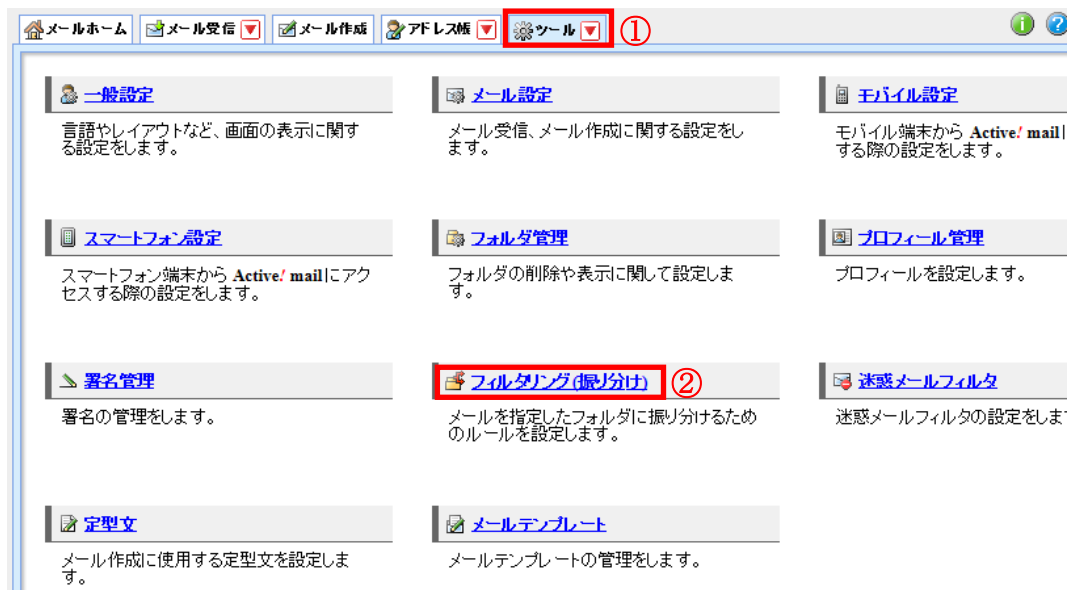 メールホーム メール受信 メール作成 アドレス帳 ツール ①
一般設定
言語やレイアウトなど、画面の表示に関す
る設定をします。
メール設定
メール受信、メール作成に関する設定をし
ます。
モバイル設定
モバイル端末から Active! mail
する際の設定をします。
スマートフォン設定
スマートフォン端末から Active! mailにアク
セスする際の設定をします。
フォルダ管理
フォルダの削除や表示に関して設定しま
す。
プロフィール管理
プロフィールを設定します。
署名管理
署名の管理をします。
フィルタリング(振り分け) ②
メールを指定したフォルダに振り分けるため
のルールを設定します。
迷惑メールフィルタ
迷惑メールフィルタの設定をしま
定型文
メール作成に使用する定型文を設定しま
す。
メールテンプレート
メールテンプレートの管理をします。